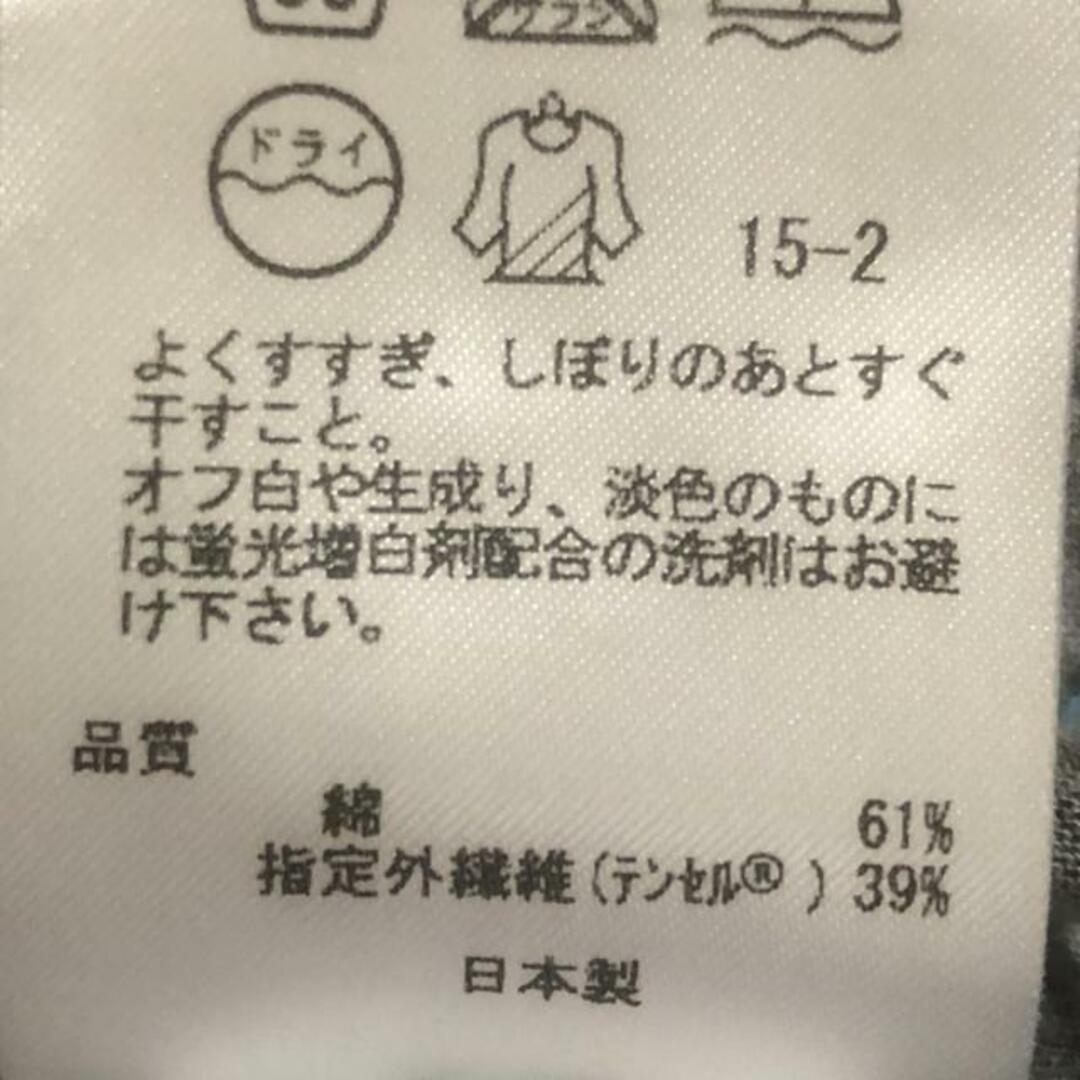 エンソ
ドライ
15-2
よくすすぎ、しぼりのあとすぐ
干すこと。
オフ白や生成り、淡色のものに
は蛍光増白剤配合の洗剤はお避
け下さい。
品質
綿 61%
指定外繊維(テンセル® ) 39%
日本製